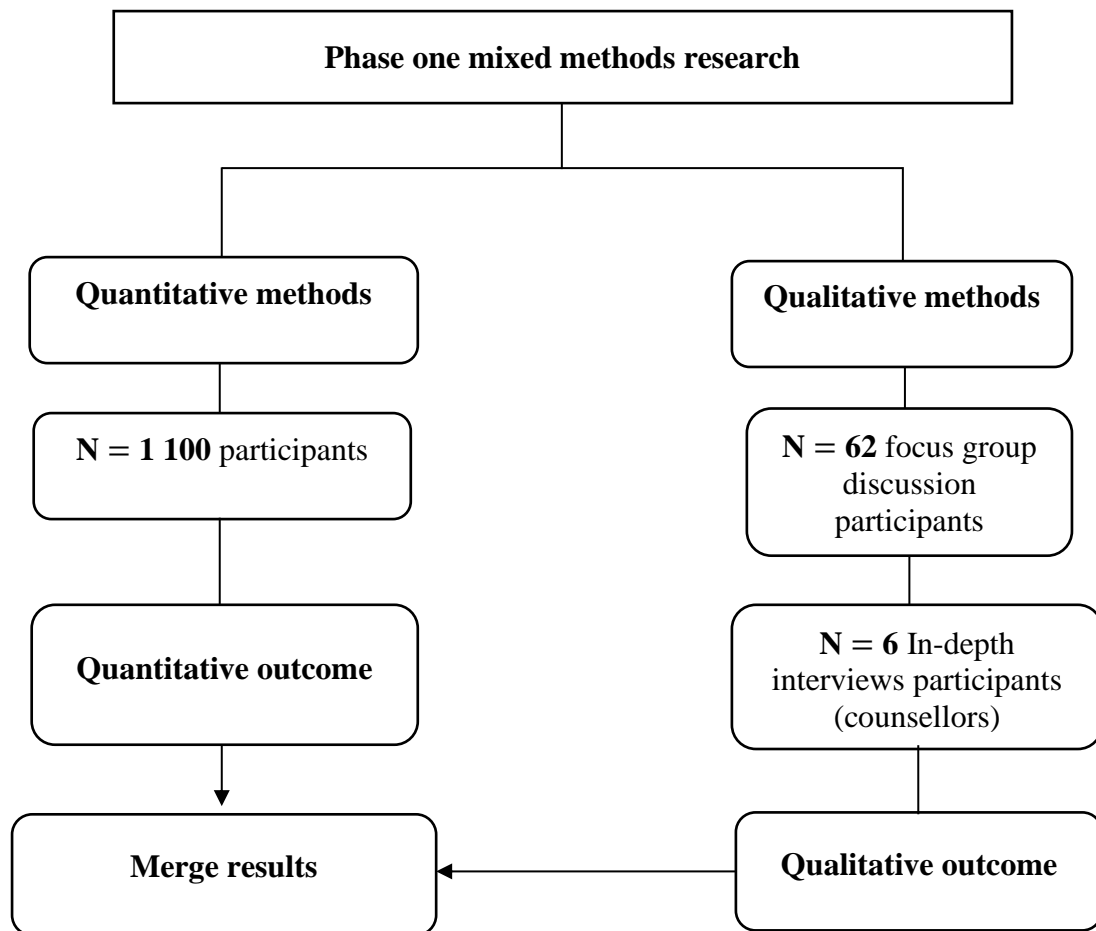 Phase one mixed methods research
Quantitative methods
Qualitative methods
N = 1 100 participants
N = 62 focus group
discussion
participants
Quantitative outcome
N = 6 In-depth
interviews participants
(counsellors)
Merge results
Qualitative outcome